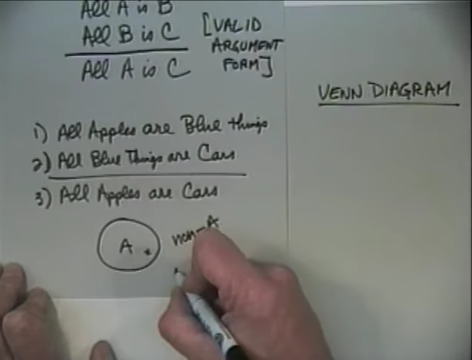 All A is B
All B is C
All A is C
[VALID
ARGUMENT
FORM]
VENN DIAGRAM
1) All Apples are Blue things
2) All Blue Things are Cars
3) All Apples are Cars
A
non-A